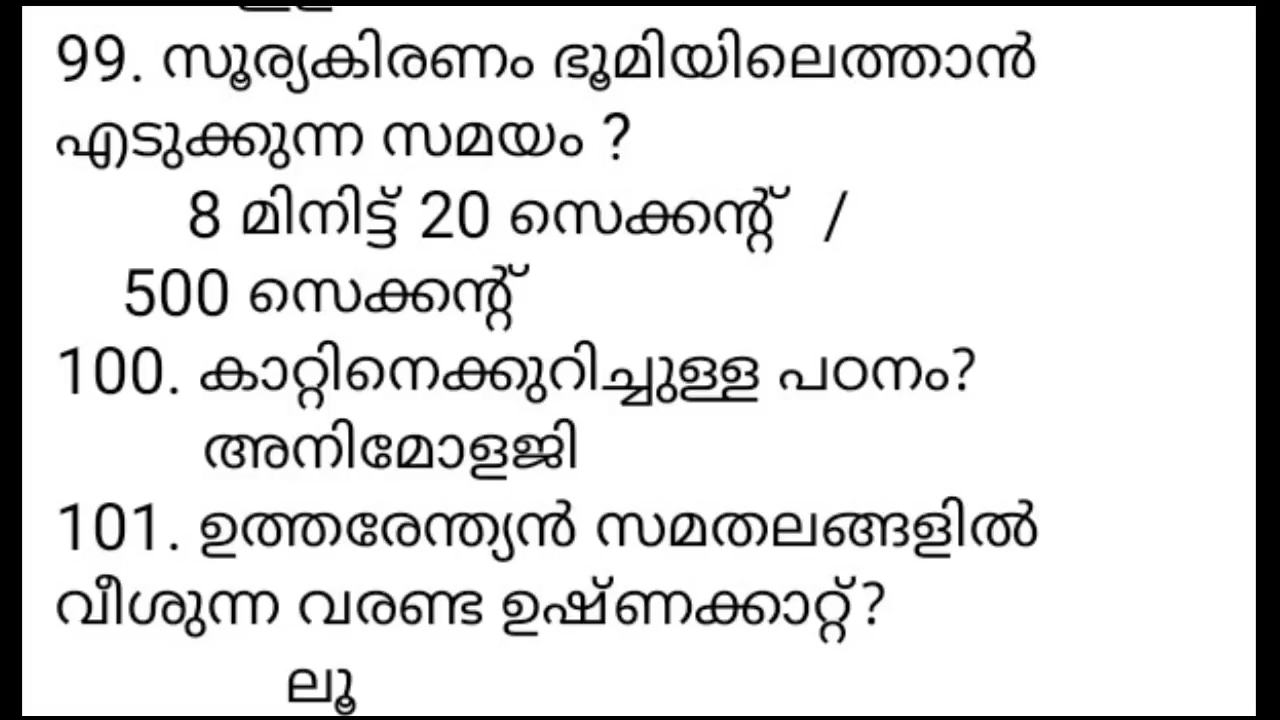 99. സൂര്യകിരണം ഭൂമിയിലെത്താൻ
എടുക്കുന്ന സമയം ?
8 മിനിട്ട് 20 സെക്കന്റ് /
500 സെക്കന്റ്
100. കാറ്റിനെക്കുറിച്ചുള്ള പഠനം?
അനിമോളജി
101. ഉത്തരേന്ത്യൻ സമതലങ്ങളിൽ
വീശുന്ന വരണ്ട ഉഷ്ണക്കാറ്റ്?
ലൂ